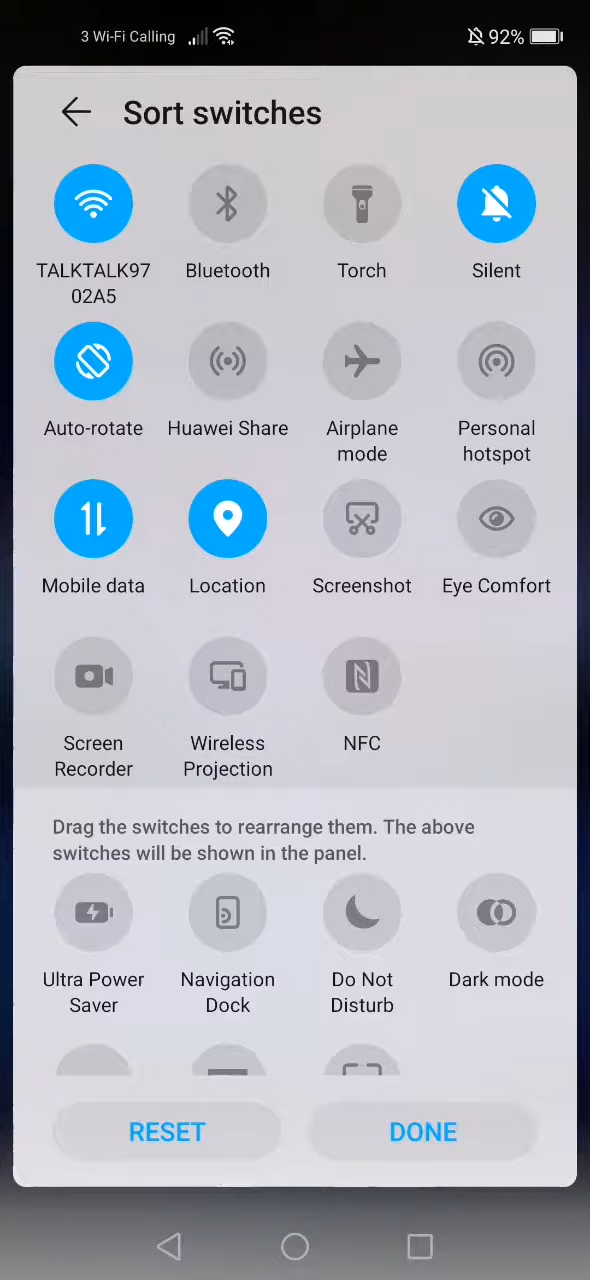 3 Wi-Fi Calling 92%
Sort switches
TALKTALK97
02A5
Bluetooth
Torch
Silent
Auto-rotate
Huawei Share
Airplane
mode
Personal
hotspot
Mobile data
Location
Screenshot
Eye Comfort
Screen
Recorder
Wireless
Projection
NFC
Drag the switches to rearrange them. The above
switches will be shown in the panel.
Ultra Power
Saver
Navigation
Dock
Do Not
Disturb
Dark mode
RESET
DONE